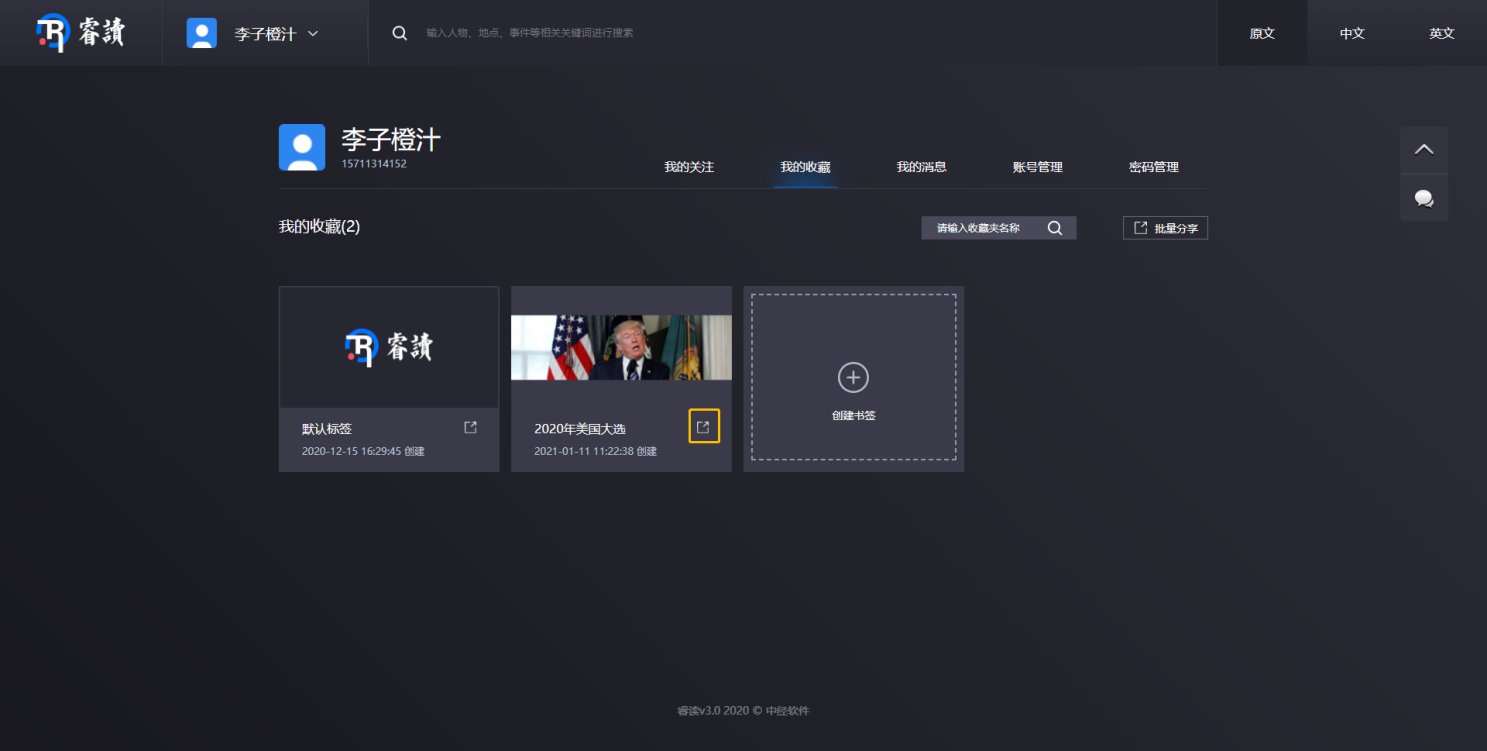 睿讀
李子橙汁
输入人物、地点、事件等相关关键词进行搜索
原文
中文
英文
李子橙汁
15711314152
我的关注
我的收藏
我的消息
账号管理
密码管理
我的收藏(2)
请输入收藏夹名称
批量分享
睿讀
默认标签
2020-12-15 16:29:45 创建
2020年美国大选
2021-01-11 11:22:38 创建
创建书签
睿读v3.0 2020 © 中经软件